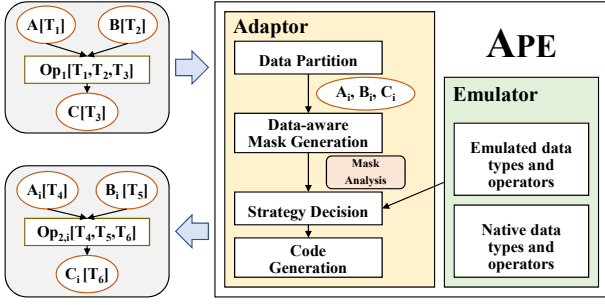 A[T₁]
B[T₂]
Op₁[T₁,T₂,T₃]
C[T₃]
Aᵢ[T₄]
Bᵢ[T₅]
Op₂,ᵢ[T₄,T₅,T₆]
Cᵢ[T₆]
Adaptor
Data Partition
Aᵢ, Bᵢ, Cᵢ
Data-aware
Mask Generation
Mask
Analysis
Strategy Decision
Code
Generation
APE
Emulator
Emulated data
types and
operators
Native data
types and
operators